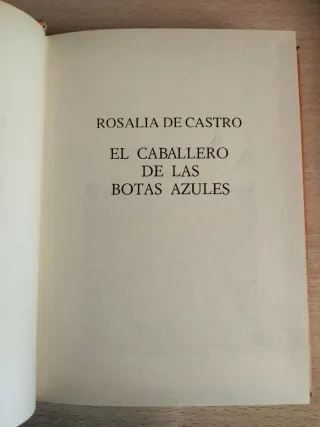 ROSALIA DE CASTRO
EL CABALLERO
DE LAS
BOTAS AZULES